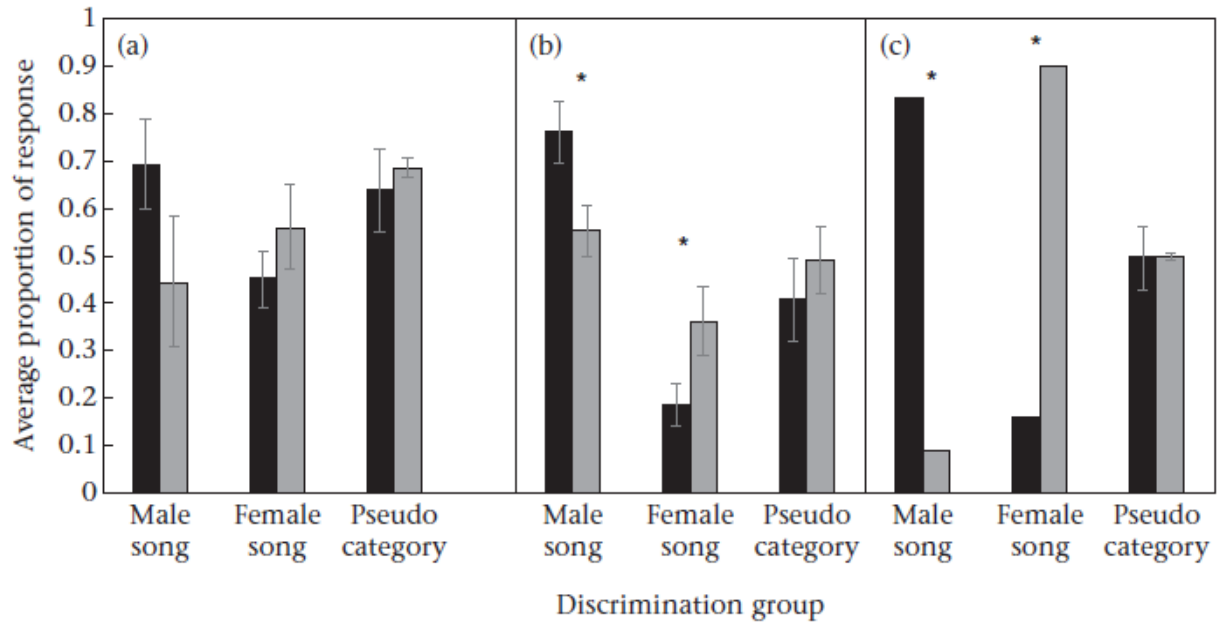 Average proportion of response
1
0.9
0.8
0.7
0.6
0.5
0.4
0.3
0.2
0.1
0
(a)
(b)
(c)
*
*
*
*
Male song
Female song
Pseudo category
Male song
Female song
Pseudo category
Male song
Female song
Pseudo category
Discrimination group